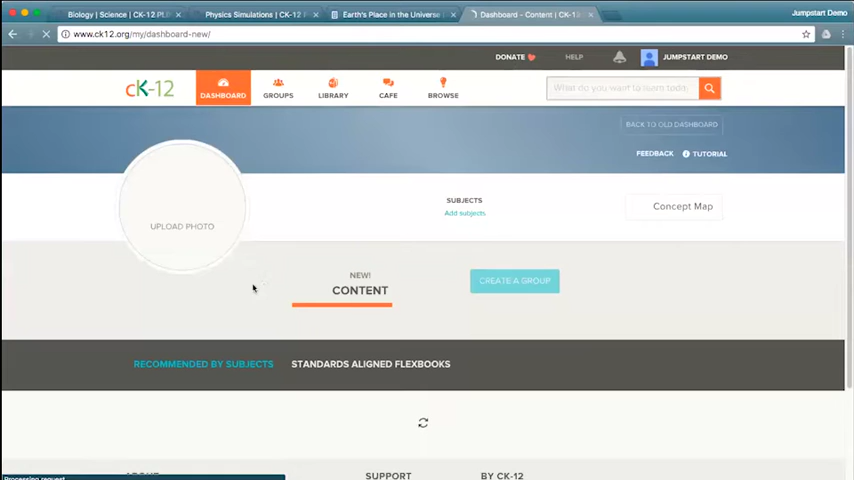 Jumpstart Demo
Biology | Science | CK-12
Physics Simulations | CK-12
Earth's Place in the Universe
Dashboard - Content | CK-1
www.ck12.org/my/dashboard-new/
DONATE HELP JUMPSTART DEMO
cK-12 DASHBOARD GROUPS LIBRARY CAFE BROWSE What do you want to learn today
BACK TO OLD DASHBOARD
FEEDBACK TUTORIAL
UPLOAD PHOTO
SUBJECTS
Add subjects
Concept Map
NEW!
CONTENT
CREATE A GROUP
RECOMMENDED BY SUBJECTS STANDARDS ALIGNED FLEXBOOKS
ABOUT SUPPORT BY CK-12
Processing request